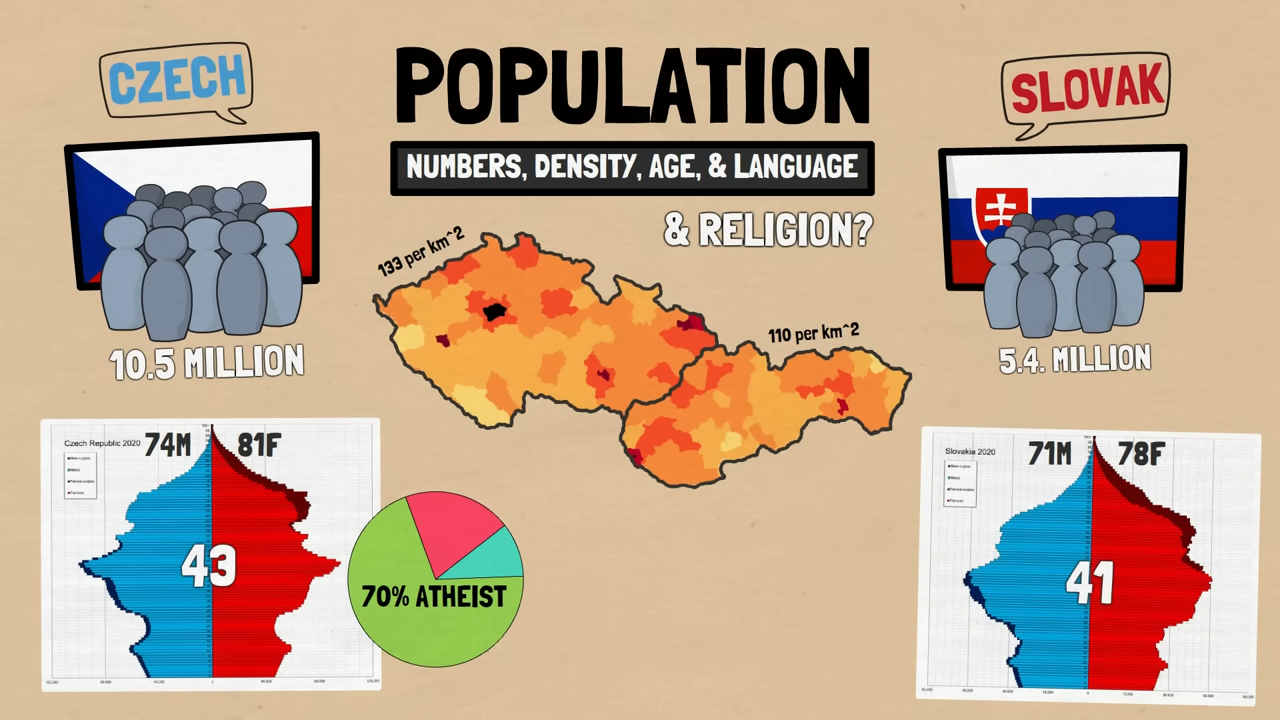 CZECH
POPULATION
SLOVAK
NUMBERS, DENSITY, AGE, & LANGUAGE
& RELIGION?
133 per km^2
110 per km^2
10.5 MILLION
5.4. MILLION
Czech Republic 2020
74M 81F
43
70% ATHEIST
Slovakia 2020
71M 78F
41